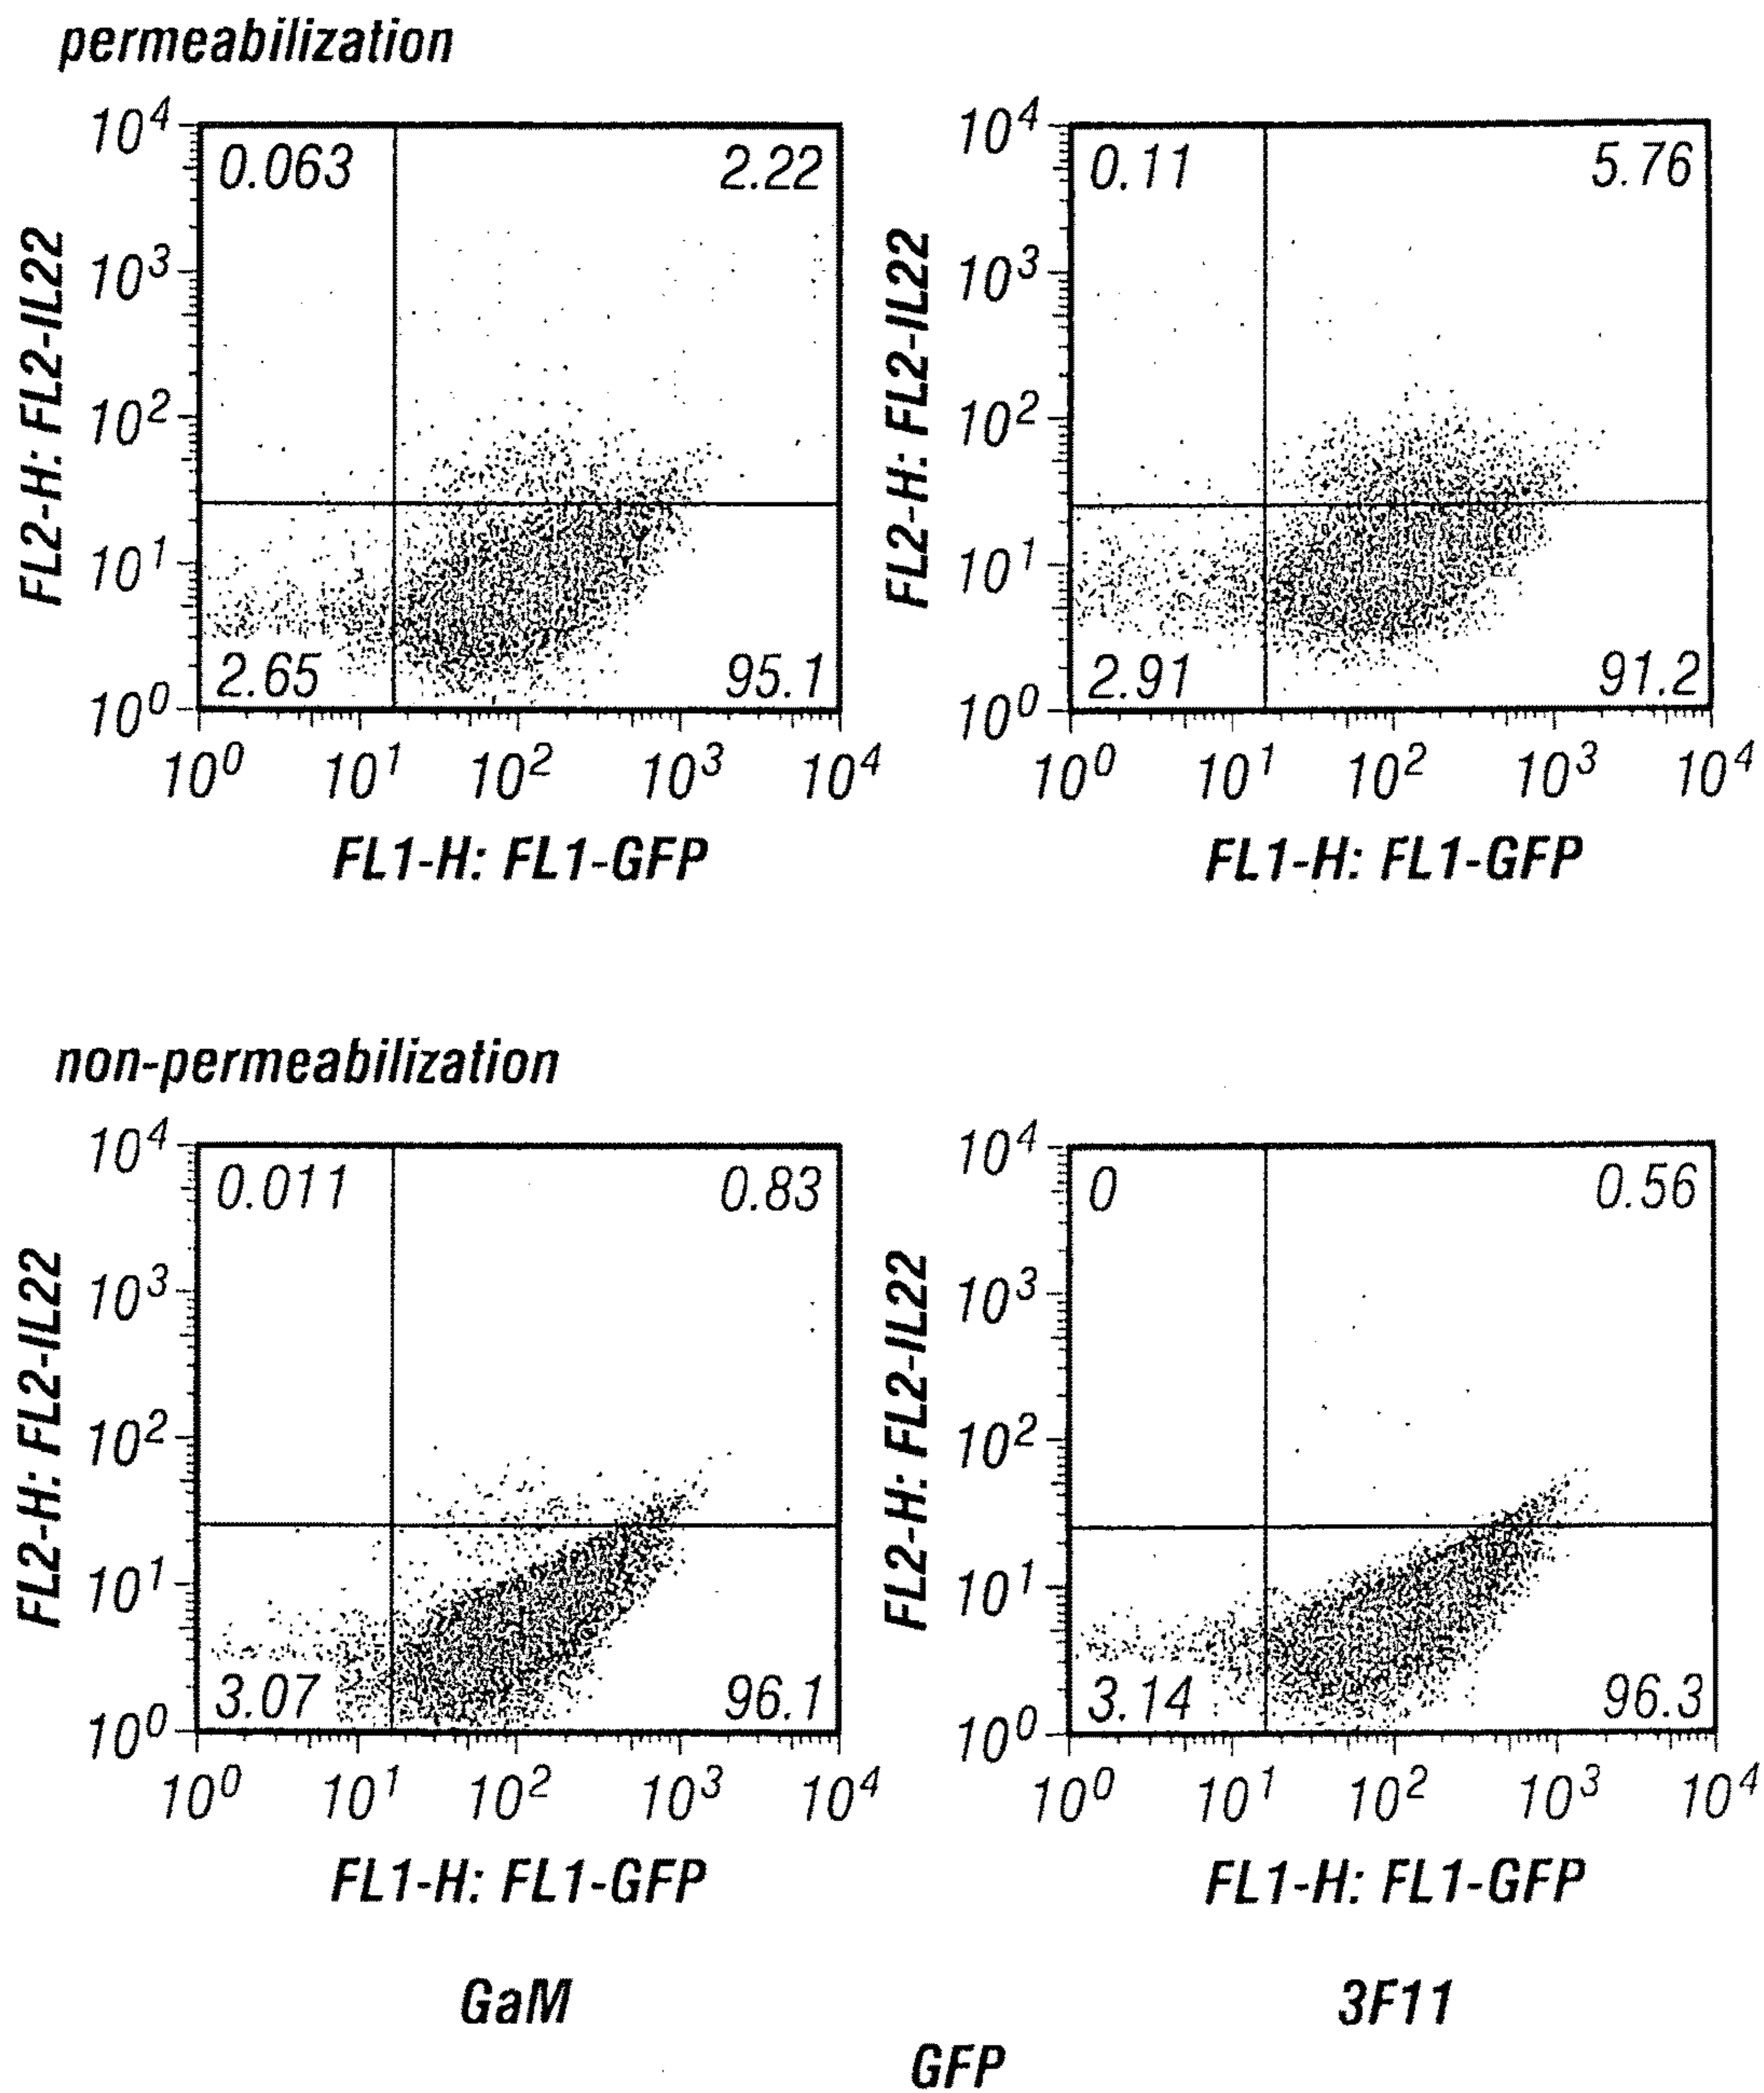 permeabilization
10^4 0.063 2.22
10^3
10^2
10^1
10^0 2.65 95.1
FL2-H: FL2-IL22
10^0 10^1 10^2 10^3 10^4
FL1-H: FL1-GFP
10^4 0.11 5.76
10^3
10^2
10^1
10^0 2.91 91.2
FL2-H: FL2-IL22
10^0 10^1 10^2 10^3 10^4
FL1-H: FL1-GFP
non-permeabilization
10^4 0.011 0.83
10^3
10^2
10^1
10^0 3.07 96.1
FL2-H: FL2-IL22
10^0 10^1 10^2 10^3 10^4
FL1-H: FL1-GFP
10^4 0 0.56
10^3
10^2
10^1
10^0 3.14 96.3
FL2-H: FL2-IL22
10^0 10^1 10^2 10^3 10^4
FL1-H: FL1-GFP
GaM 3F11
GFP